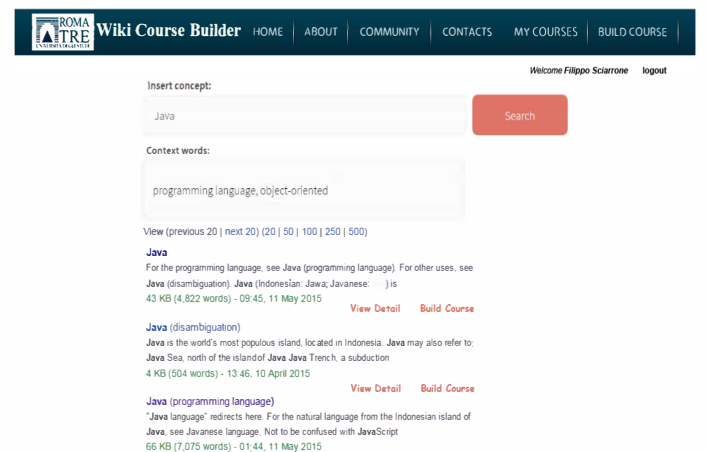 ROMA
TRE
UNIVERSITÀ DEGLI STUDI
Wiki Course Builder HOME ABOUT COMMUNITY CONTACTS MY COURSES BUILD COURSE
Welcome Filippo Sciarrone logout
Insert concept:
Java Search
Context words:
programming language, object-oriented
View (previous 20 | next 20) (20 | 50 | 100 | 250 | 500)
Java
For the programming language, see Java (programming language). For other uses, see
Java (disambiguation). Java (Indonesian: Jawa; Javanese: ) is
43 KB (4,822 words) - 09:45, 11 May 2015
View Detail Build Course
Java (disambiguation)
Java is the world's most populous island, located in Indonesia. Java may also refer to:
Java Sea, north of the island of Java Java Trench, a subduction
4 KB (504 words) - 13:46, 10 April 2015
View Detail Build Course
Java (programming language)
"Java language" redirects here. For the natural language from the Indonesian island of
Java, see Javanese language, Not to be confused with JavaScript
66 KB (7,075 words) - 01:44, 11 May 2015